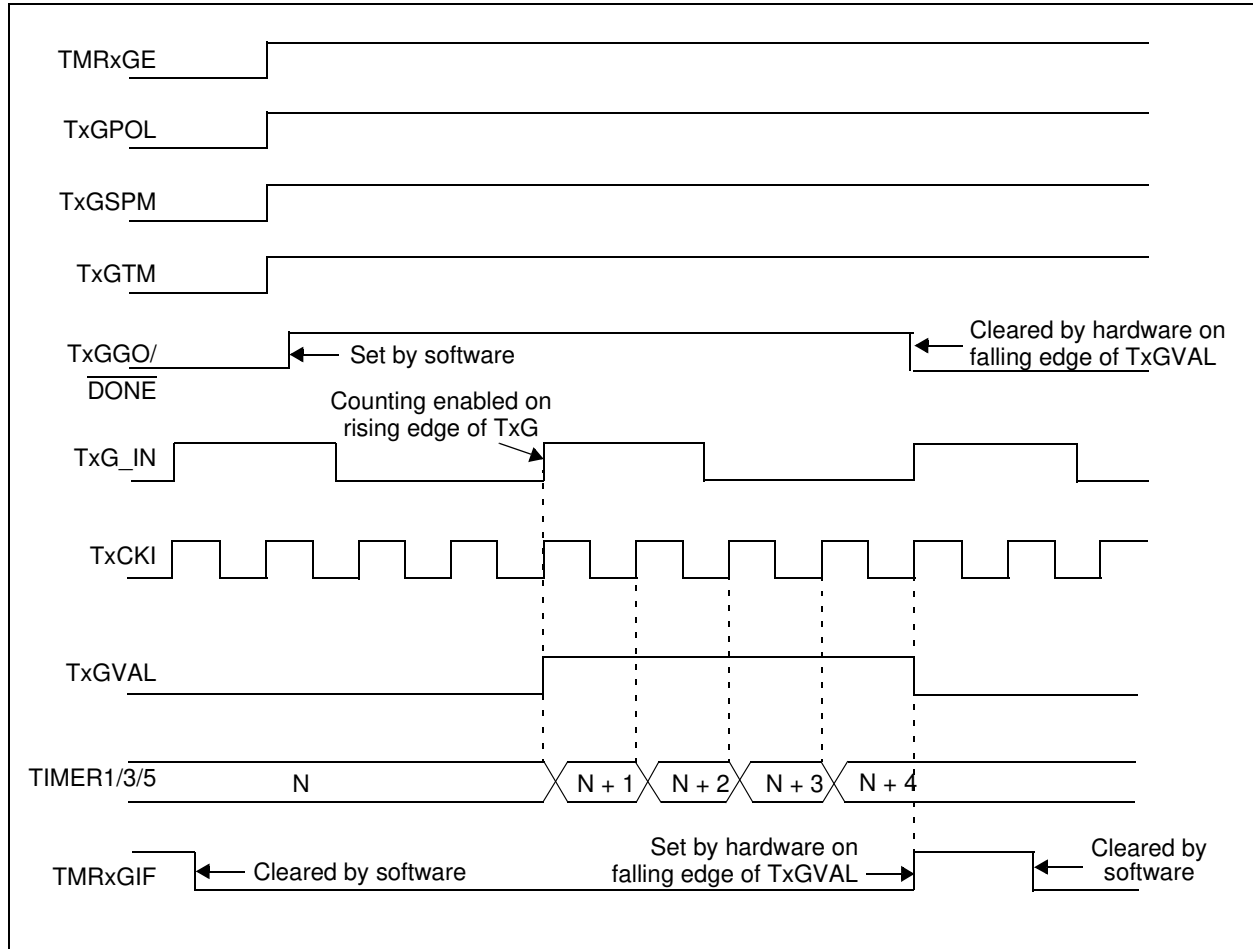 TMRxGE
TxGPOL
TxGSPM
TxGTM
TxGGO/
DONE
Set by software
Cleared by hardware on
falling edge of TxGVAL
Counting enabled on
rising edge of TxG
TxG_IN
TxCKI
TxGVAL
TIMER1/3/5
N
N + 1
N + 2
N + 3
N + 4
TMRxGIF
Cleared by software
Set by hardware on
falling edge of TxGVAL
Cleared by
software